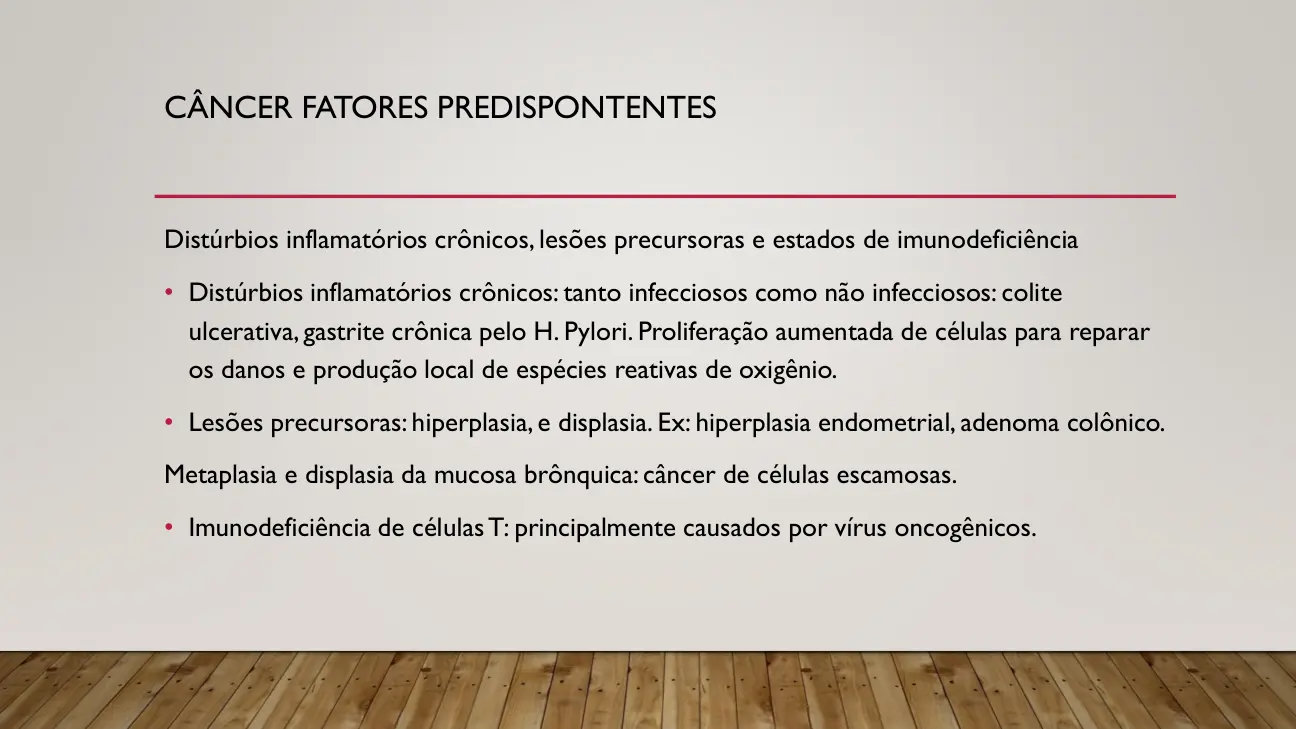 CÂNCER FATORES PREDISPONTENTES
Distúrbios inflamatórios crônicos, lesões precursoras e estados de imunodeficiência
• Distúrbios inflamatórios crônicos: tanto infecciosos como não infecciosos: colite
ulcerativa, gastrite crônica pelo H. Pylori. Proliferação aumentada de células para reparar
os danos e produção local de espécies reativas de oxigênio.
• Lesões precursoras: hiperplasia, e displasia. Ex: hiperplasia endometrial, adenoma colônico.
Metaplasia e displasia da mucosa brônquica: câncer de células escamosas.
• Imunodeficiência de células T: principalmente causados por vírus oncogênicos.